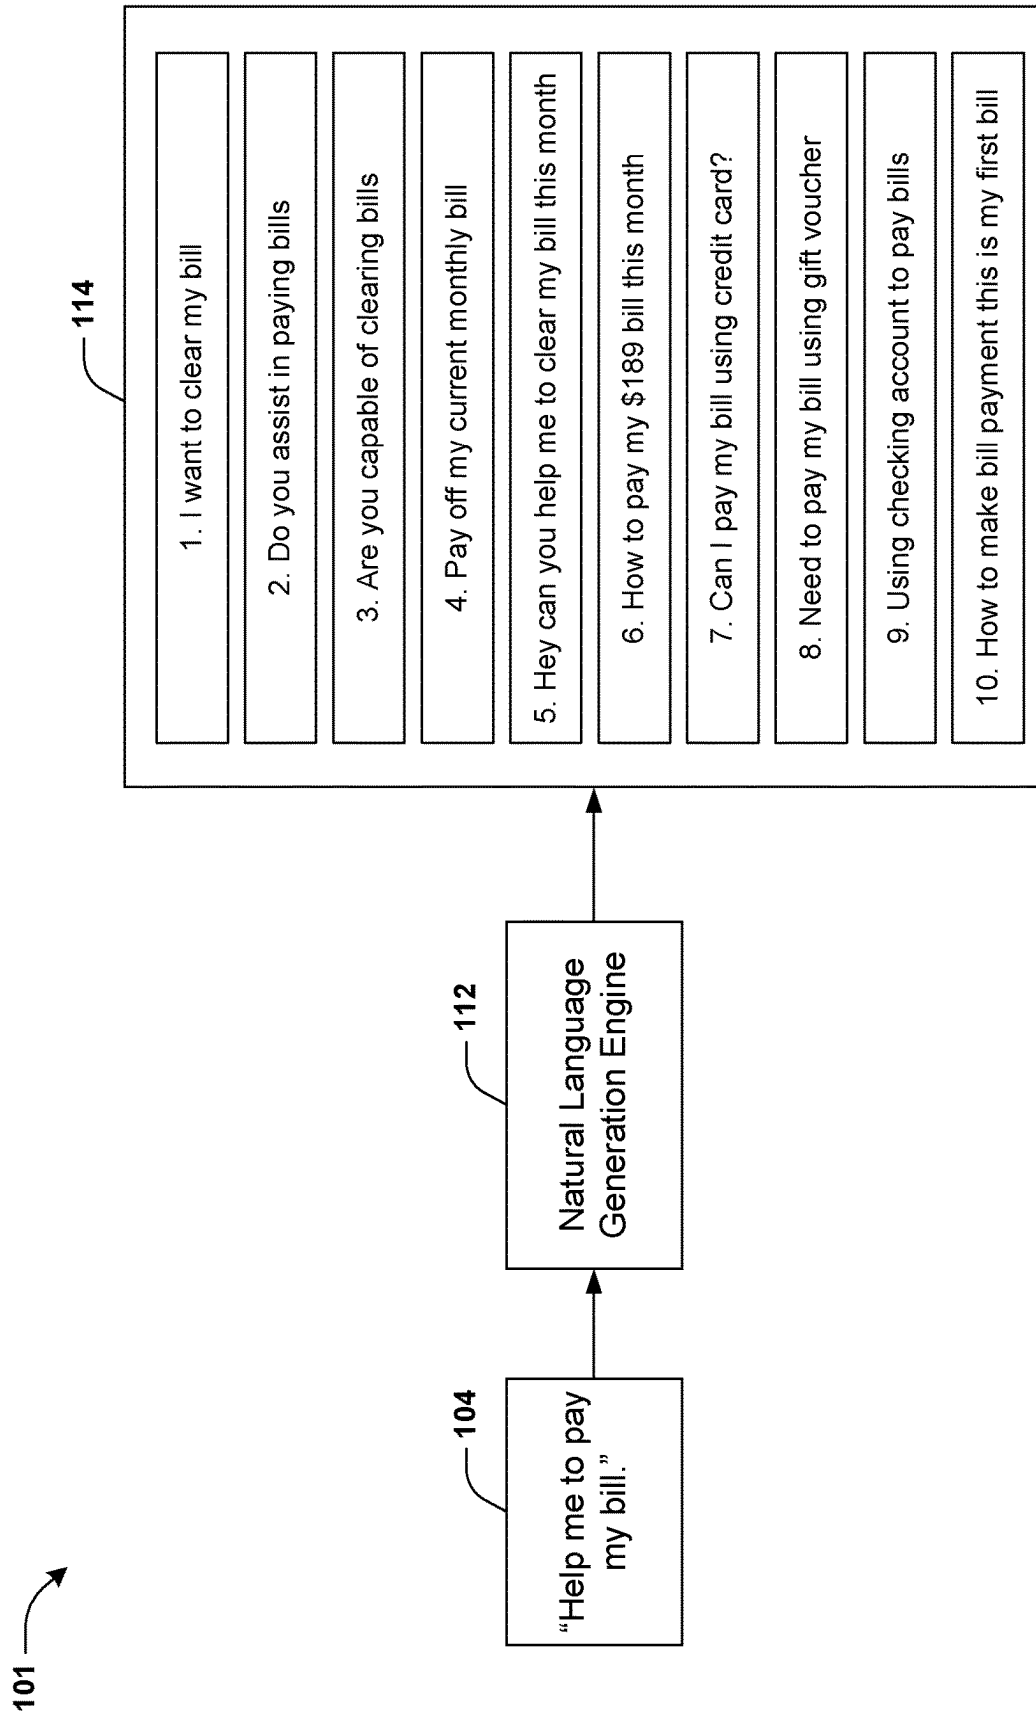 101
104
“Help me to pay
my bill.”
112
Natural Language
Generation Engine
114
1. I want to clear my bill
2. Do you assist in paying bills
3. Are you capable of clearing bills
4. Pay off my current monthly bill
5. Hey can you help me to clear my bill this month
6. How to pay my $189 bill this month
7. Can I pay my bill using credit card?
8. Need to pay my bill using gift voucher
9. Using checking account to pay bills
10. How to make bill payment this is my first bill